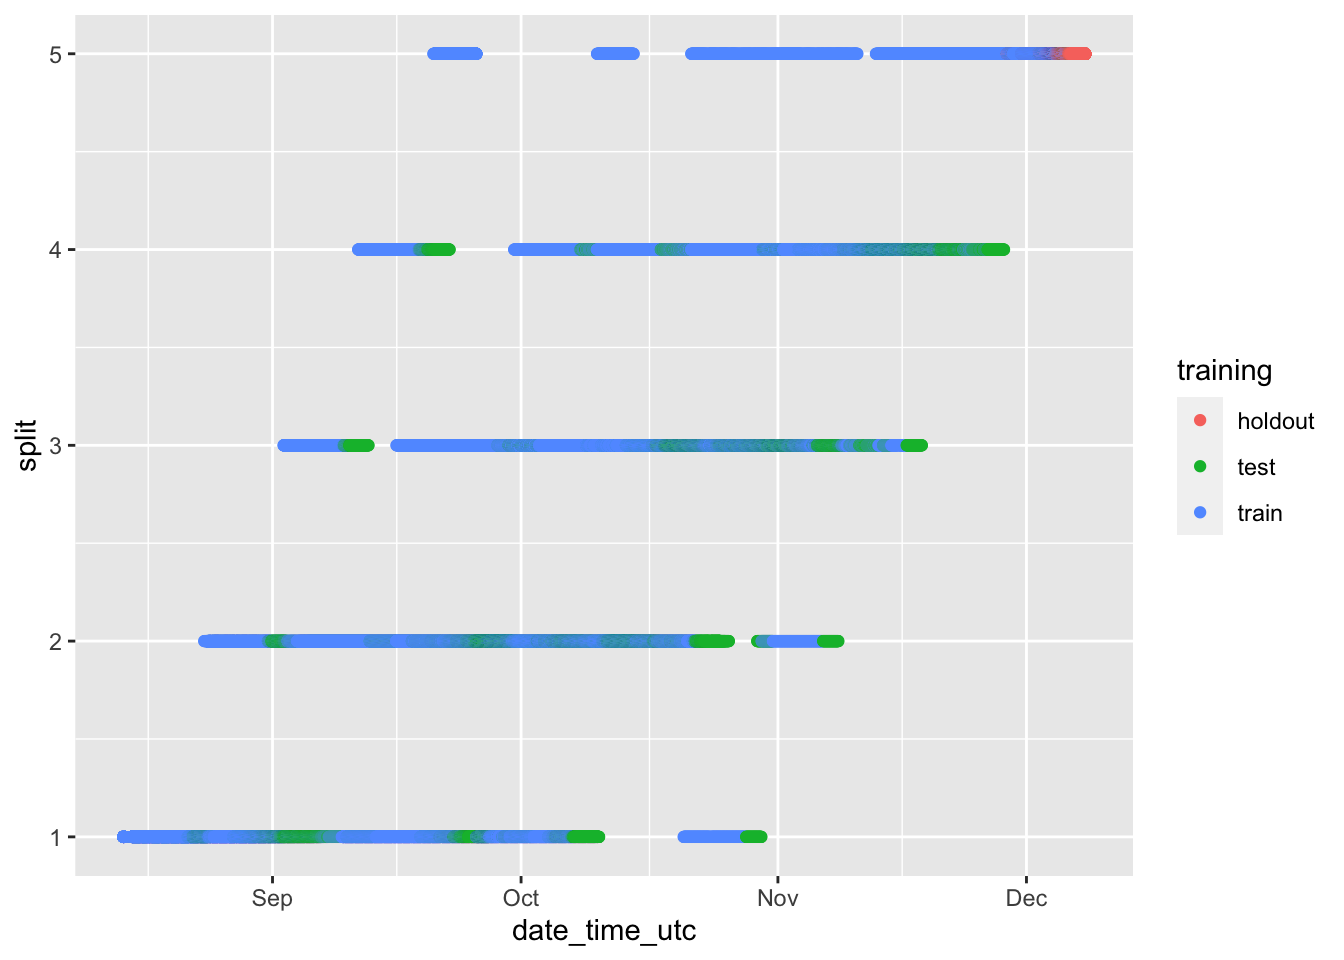 5
4
3
2
1
split
Sep Oct Nov Dec
date_time_utc
training
holdout
test
train